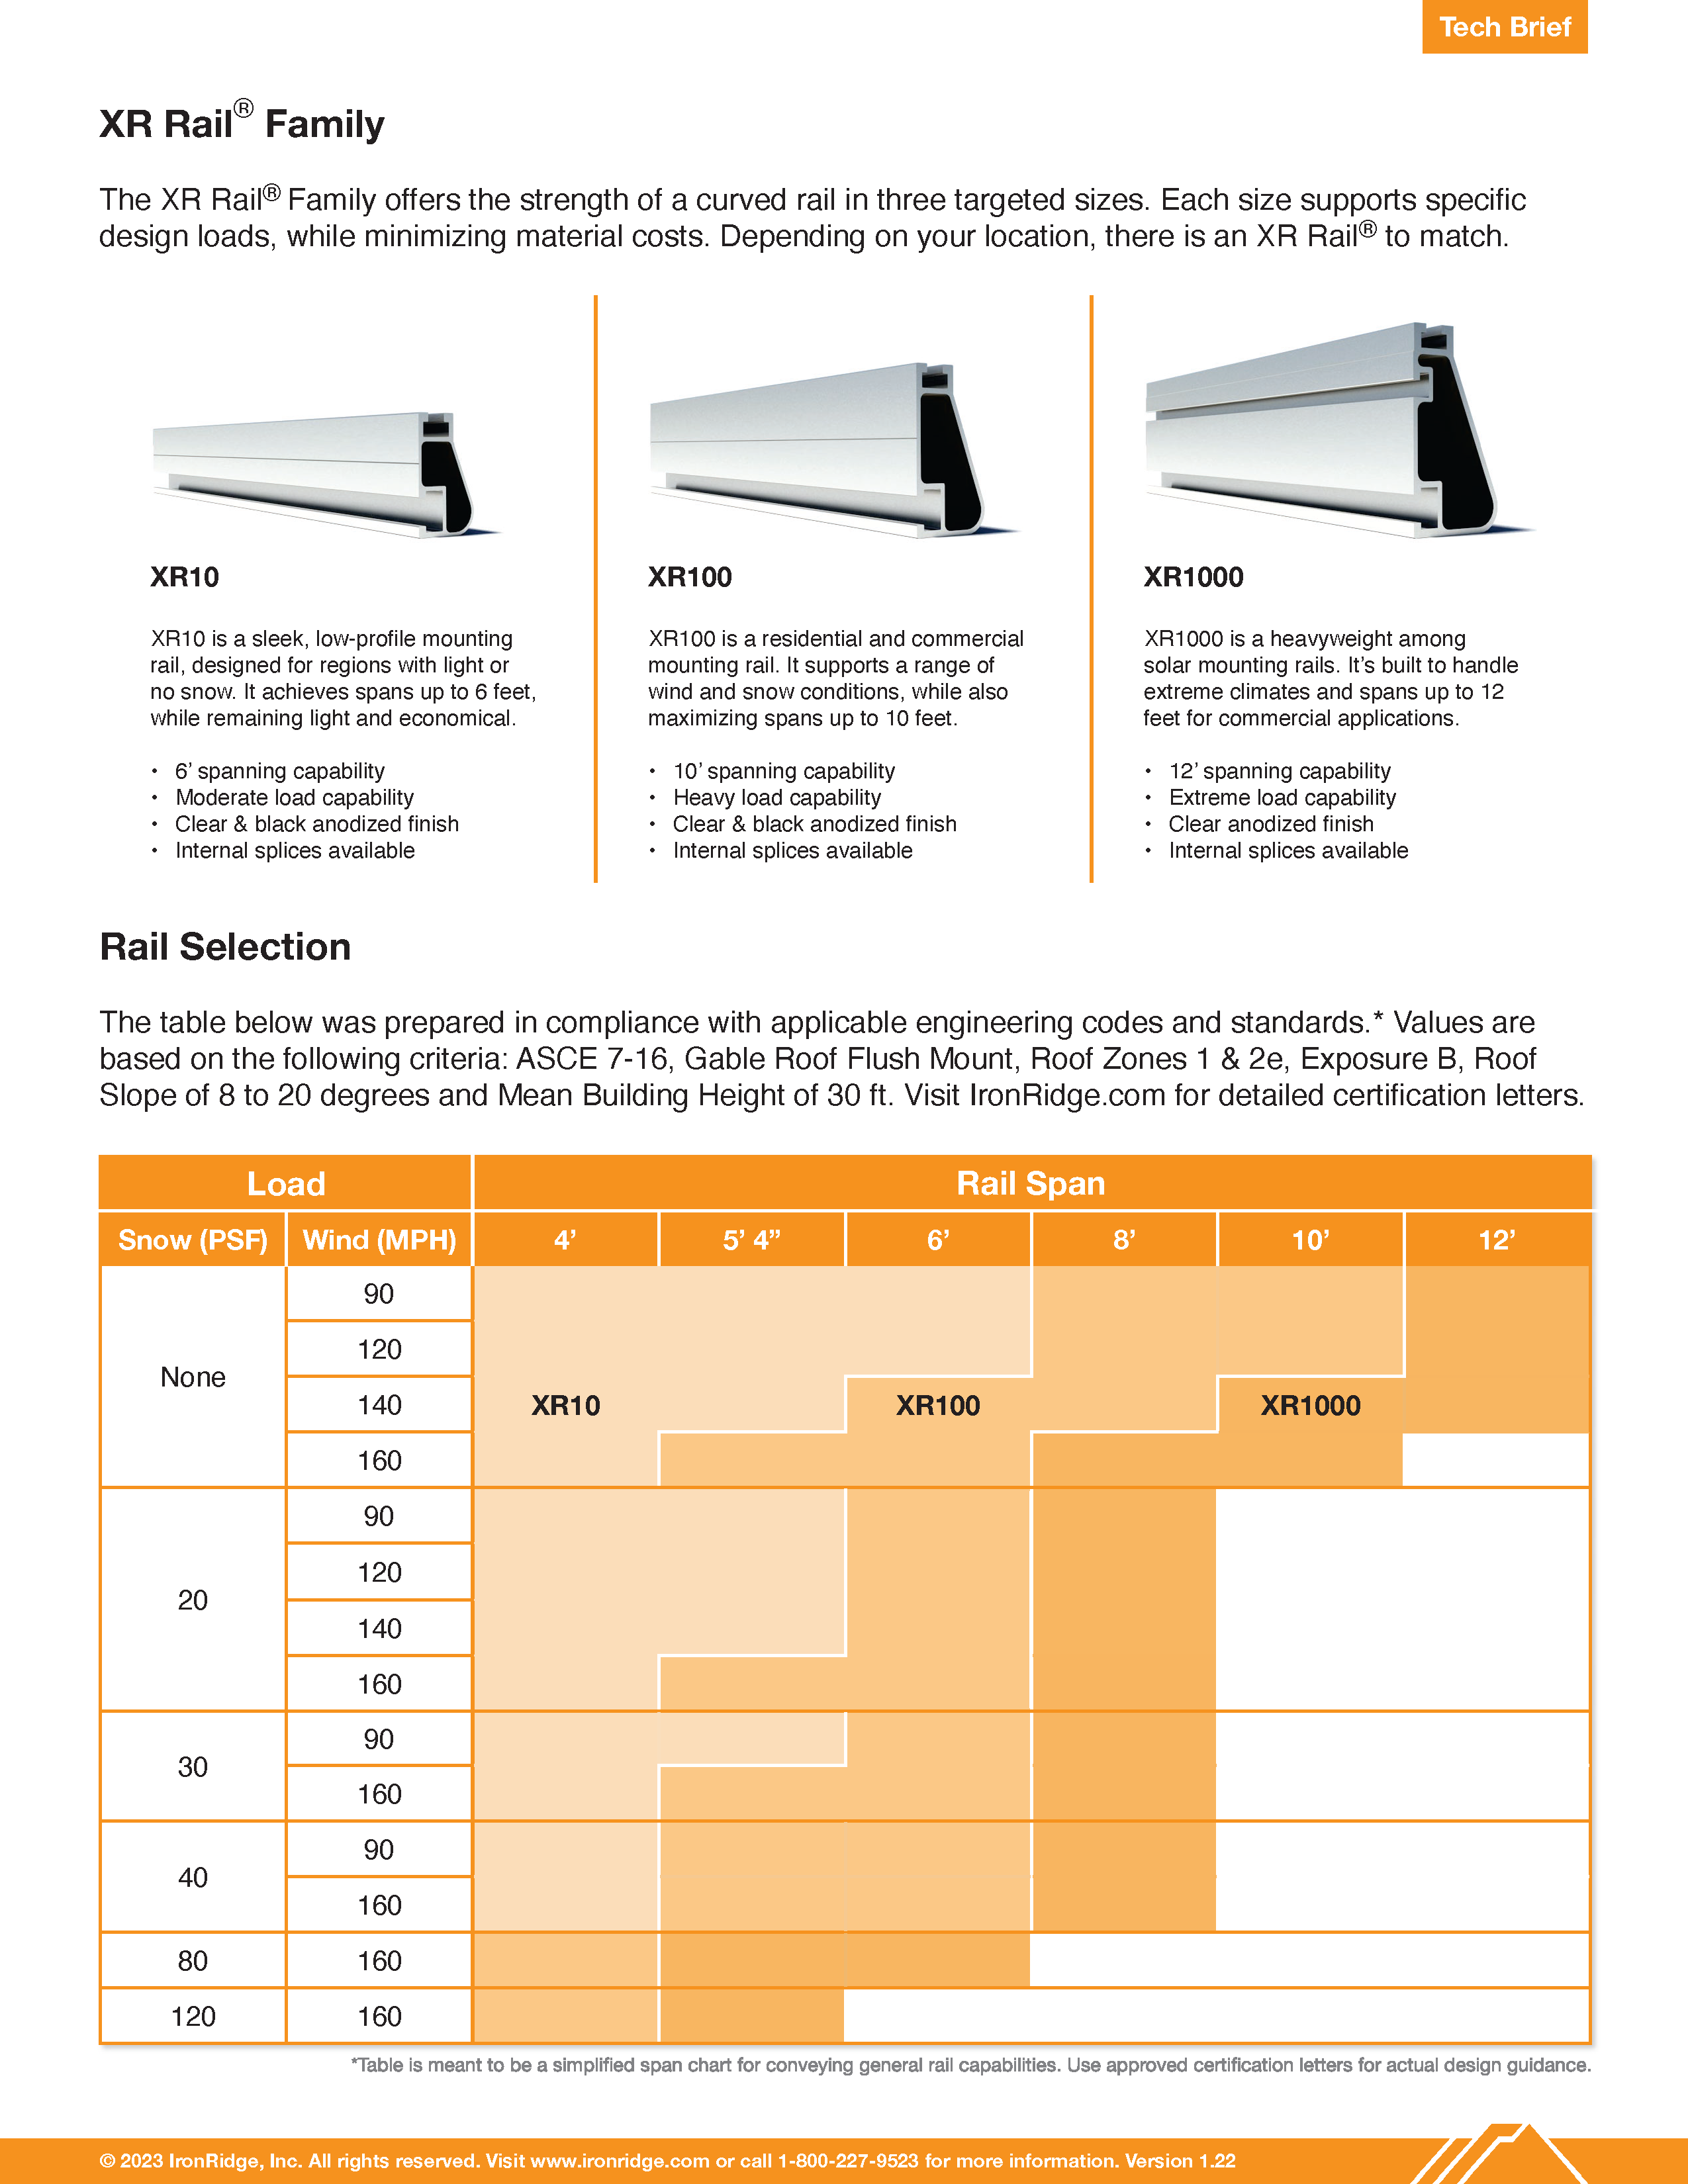 Tech Brief
XR Rail® Family
The XR Rail® Family offers the strength of a curved rail in three targeted sizes. Each size supports specific
design loads, while minimizing material costs. Depending on your location, there is an XR Rail® to match.
XR10
XR10 is a sleek, low-profile mounting
rail, designed for regions with light or
no snow. It achieves spans up to 6 feet,
while remaining light and economical.
• 6’ spanning capability
• Moderate load capability
• Clear & black anodized finish
• Internal splices available
XR100
XR100 is a residential and commercial
mounting rail. It supports a range of
wind and snow conditions, while also
maximizing spans up to 10 feet.
• 10’ spanning capability
• Heavy load capability
• Clear & black anodized finish
• Internal splices available
XR1000
XR1000 is a heavyweight among
solar mounting rails. It’s built to handle
extreme climates and spans up to 12
feet for commercial applications.
• 12’ spanning capability
• Extreme load capability
• Clear anodized finish
• Internal splices available
Rail Selection
The table below was prepared in compliance with applicable engineering codes and standards.* Values are
based on the following criteria: ASCE 7-16, Gable Roof Flush Mount, Roof Zones 1 & 2e, Exposure B, Roof
Slope of 8 to 20 degrees and Mean Building Height of 30 ft. Visit IronRidge.com for detailed certification letters.
Load Rail Span
Snow (PSF) Wind (MPH) 4’ 5’ 4” 6’ 8’ 10’ 12’
90
120
None
140 XR10 XR100 XR1000
160
90
120
20
140
160
90
30
160
90
40
160
80 160
120 160
*Table is meant to be a simplified span chart for conveying general rail capabilities. Use approved certification letters for actual design guidance.
© 2023 IronRidge, Inc. All rights reserved. Visit www.ironridge.com or call 1-800-227-9523 for more information. Version 1.22